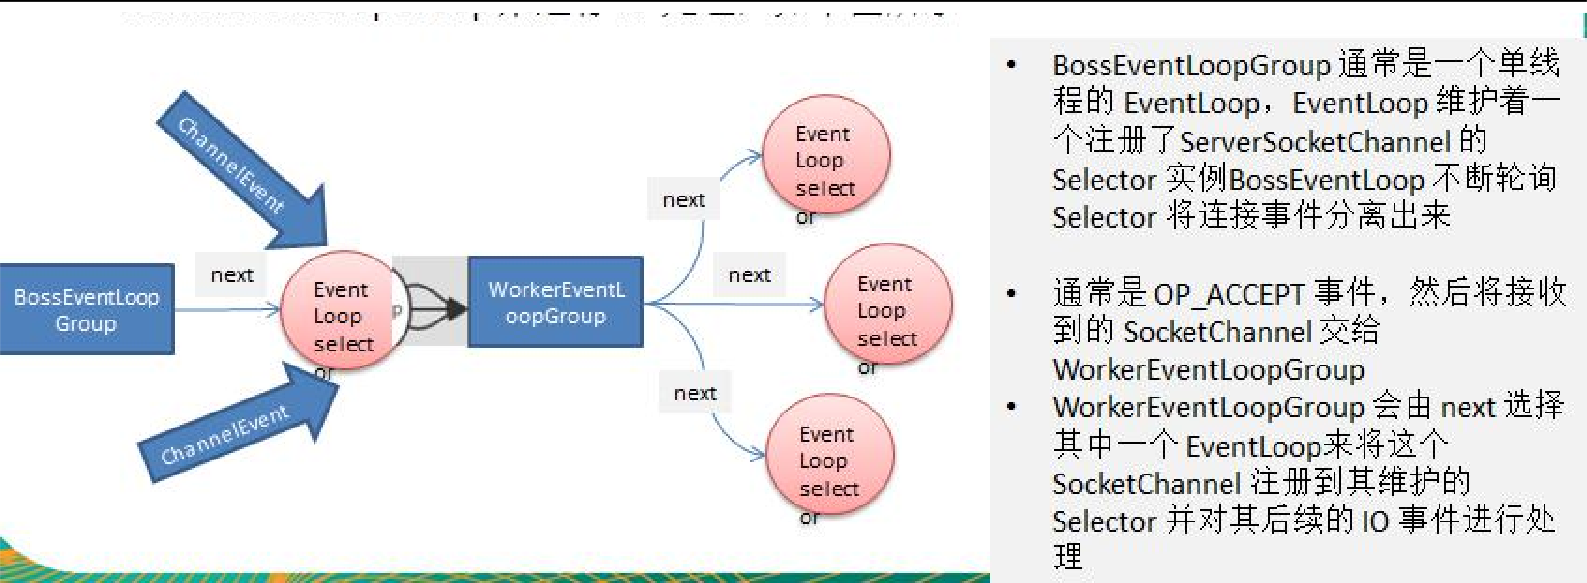 ChannelEvent
BossEventLoop
Group
next
Event
Loop
select
or
ChannelEvent
WorkerEventL
oopGroup
next
Event
Loop
select
or
next
Event
Loop
select
or
next
Event
Loop
select
or
• BossEventLoopGroup 通常是一个单线
程的 EventLoop，EventLoop 维护着一
个注册了ServerSocketChannel 的
Selector 实例BossEventLoop 不断轮询
Selector 将连接事件分离出来
• 通常是 OP_ACCEPT 事件，然后将接收
到的 SocketChannel 交给
WorkerEventLoopGroup
• WorkerEventLoopGroup 会由 next 选择
其中一个 EventLoop来将这个
SocketChannel 注册到其维护的
Selector 并对其后续的 IO 事件进行处
理